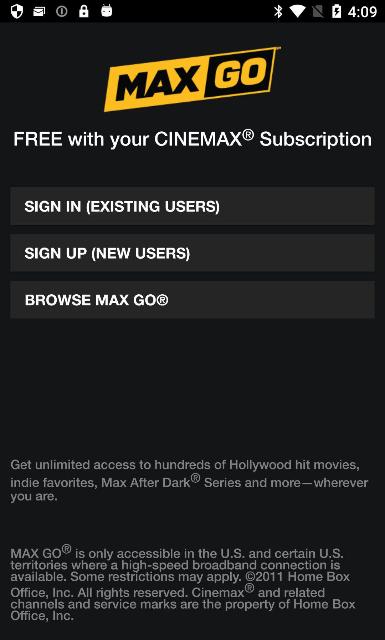 4:09
MAX GO
FREE with your CINEMAX® Subscription
SIGN IN (EXISTING USERS)
SIGN UP (NEW USERS)
BROWSE MAX GO®
Get unlimited access to hundreds of Hollywood hit movies,
indie favorites, Max After Dark® Series and more—wherever
you are.
MAX GO® is only accessible in the U.S. and certain U.S.
territories where a high-speed broadband connection is
available. Some restrictions may apply. ©2011 Home Box
Office, Inc. All rights reserved. Cinemax® and related
channels and service marks are the property of Home Box
Office, Inc.